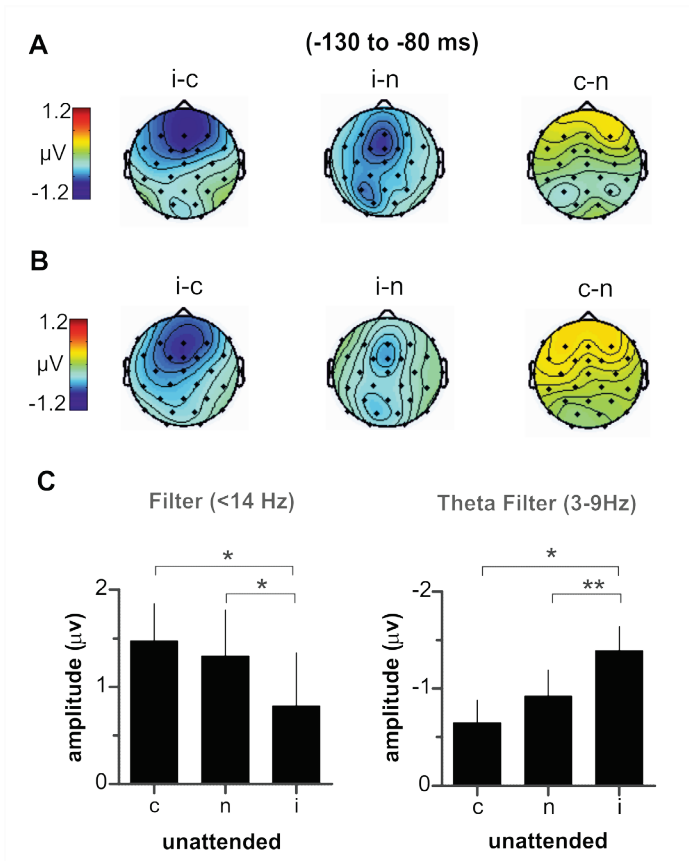 A
(-130 to -80 ms)
i-c
i-n
c-n
1.2
μV
-1.2
B
i-c
i-n
c-n
1.2
μV
-1.2
C
Filter (<14 Hz)
Theta Filter (3-9Hz)
*
*
2
1
0
amplitude (μv)
c
n
i
unattended
*
**
-2
-1
0
amplitude (μv)
c
n
i
unattended